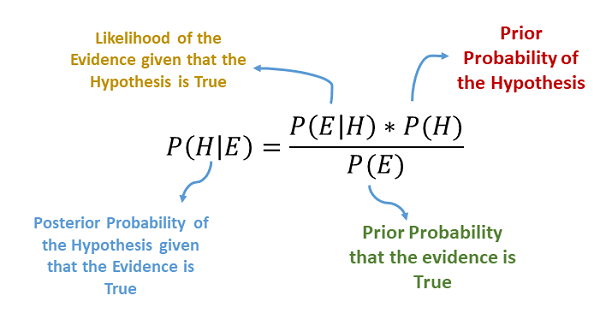 Likelihood of the
Evidence given that the
Hypothesis is True
Prior
Probability of
the Hypothesis
P(H|E) = P(E|H) * P(H)
P(E)
Posterior Probability of
the Hypothesis given
that the Evidence is
True
Prior Probability
that the evidence is
True